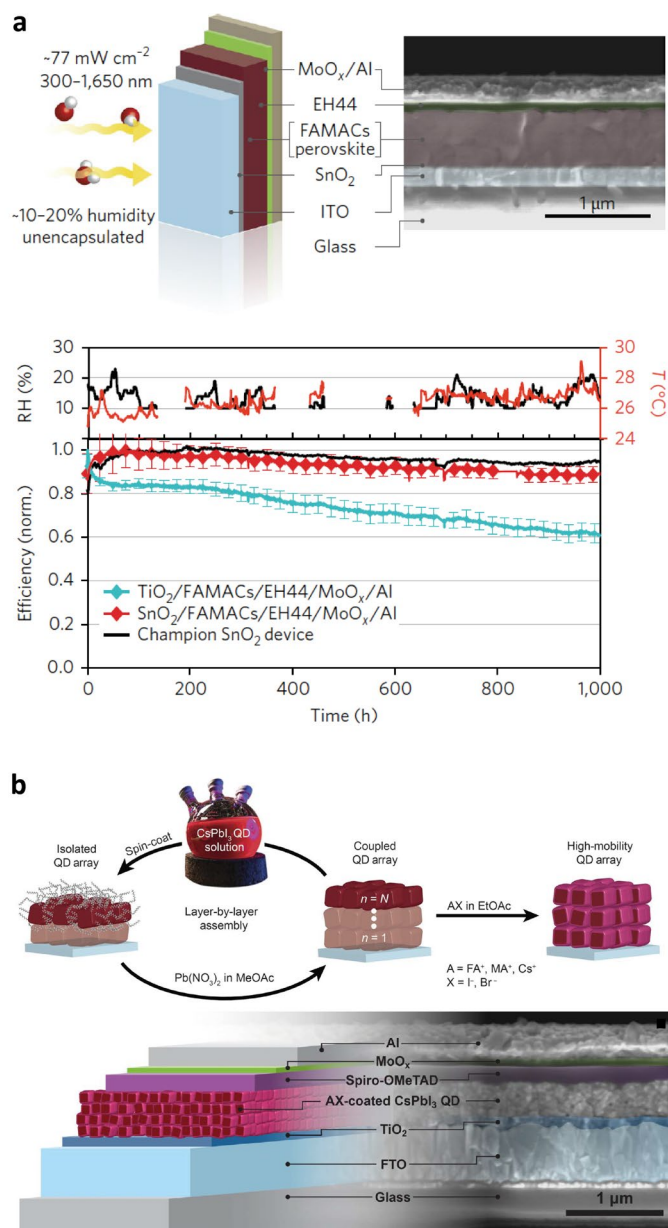 a
~77 mW cm⁻²
300–1,650 nm
~10–20% humidity
unencapsulated
MoOₓ/Al
EH44
FAMACs
perovskite
SnO₂
ITO
Glass
1 µm
30
20
10
RH (%)
30
28
26
24
T (°C)
1.0
0.8
0.6
0.4
0.2
0.0
Efficiency (norm.)
TiO₂/FAMACs/EH44/MoOₓ/Al
SnO₂/FAMACs/EH44/MoOₓ/Al
Champion SnO₂ device
0 200 400 600 800 1,000
Time (h)
b
Isolated
QD array
Spin-coat
CsPbI₃ QD
solution
Layer-by-layer
assembly
Pb(NO₃)₂ in MeOAc
Coupled
QD array
n = N
n = 1
AX in EtOAc
A = FA⁺, MA⁺, Cs⁺
X = I⁻, Br⁻
High-mobility
QD array
Al
MoOₓ
Spiro-OMeTAD
AX-coated CsPbI₃ QD
TiO₂
FTO
Glass
1 µm